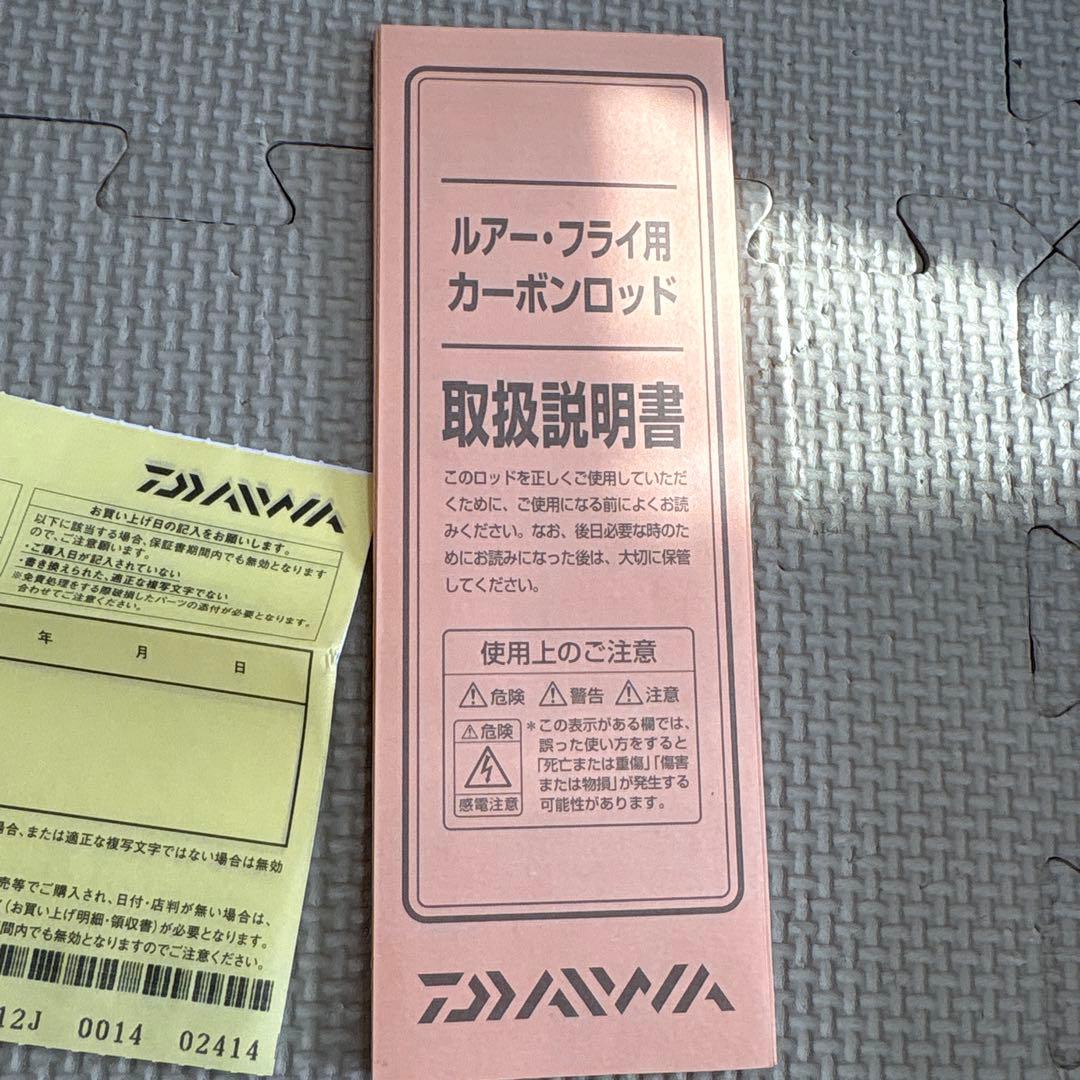 ルアー・フライ用
カーボンロッド
取扱説明書
このロッドを正しくご使用していただ
くために、ご使用になる前によくお読
みください。なお、後日必要な時のた
めにお読みになった後は、大切に保管
してください。
使用上のご注意
⚠危険 ⚠警告 ⚠注意
⚠危険
感電注意
＊この表示がある欄では、
誤った使い方をすると
「死亡または重傷」「傷害
または物損」が発生する
可能性があります。
DAIWA
DAIWA
お買い上げ日の記入をお願いします。
以下に該当する場合、保証書期間内でも無効となります
ので、ご注意願います。
・ご購入日が記入されていない
・書き換えられた、適正な複写文字でない
※免責処理をする際破損したパーツの添付が必要となります。
合わせてご注意ください。
年 月 日
場合、または適正な複写文字ではない場合は無効
売等でご購入され、日付・店判が無い場合は、
(お買い上げ明細・領収書)が必要となります。
間内でも無効となりますのでご注意ください。
12J 0014 02414